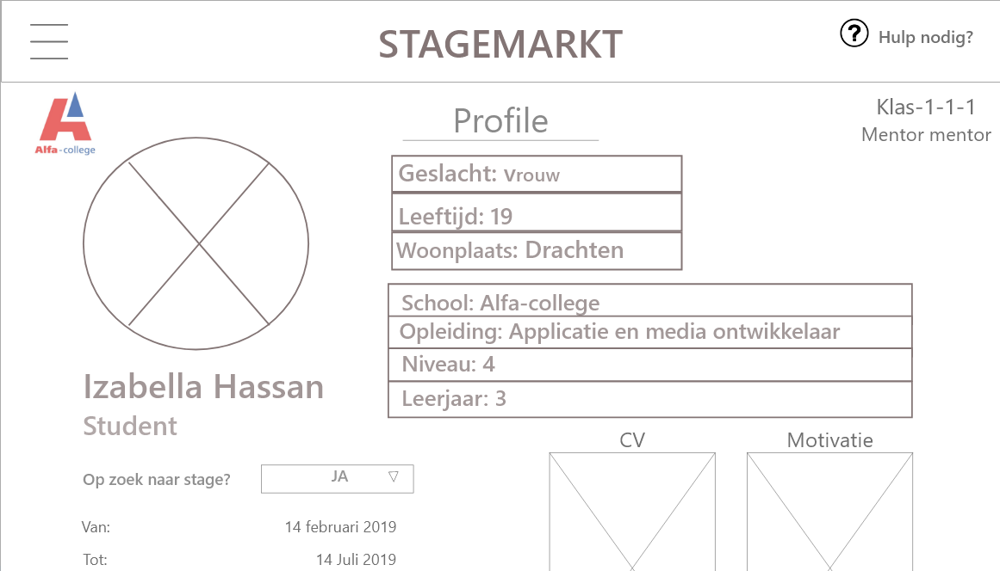 STAGEMARKT
? Hulp nodig?
Alfa-college
Profile
Klas-1-1-1
Mentor mentor
Geslacht: Vrouw
Leeftijd: 19
Woonplaats: Drachten
School: Alfa-college
Opleiding: Applicatie en media ontwikkelaar
Niveau: 4
Leerjaar: 3
Izabella Hassan
Student
Op zoek naar stage? JA
Van: 14 februari 2019
Tot: 14 Juli 2019
CV
Motivatie